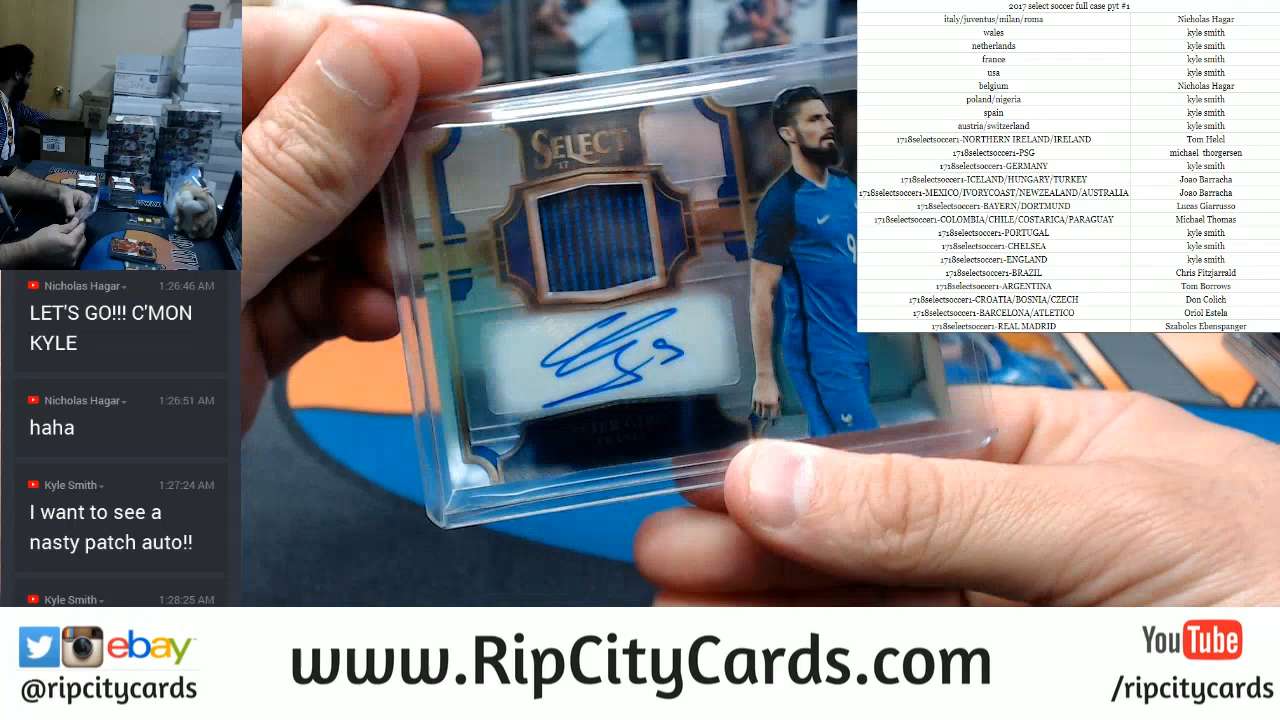 2017 select soccer full case pyt #1
italy/juventus/milan/roma Nicholas Hagar
wales kyle smith
netherlands kyle smith
france kyle smith
usa kyle smith
belgium Nicholas Hagar
poland/nigeria kyle smith
spain kyle smith
austria/switzerland kyle smith
1718selectsoccer1-NORTHERN IRELAND/IRELAND Tom Helcl
1718selectsoccer1-PSG michael thorgersen
1718selectsoccer1-GERMANY kyle smith
1718selectsoccer1-ICELAND/HUNGARY/TURKEY Joao Barracha
1718selectsoccer1-MEXICO/IVORYCOAST/NEWZEALAND/AUSTRALIA Joao Barracha
1718selectsoccer1-BAYERN/DORTMUND Lucas Giarrusso
1718selectsoccer1-COLOMBIA/CHILE/COSTARICA/PARAGUAY Michael Thomas
1718selectsoccer1-PORTUGAL kyle smith
1718selectsoccer1-CHELSEA kyle smith
1718selectsoccer1-ENGLAND kyle smith
1718selectsoccer1-BRAZIL Chris Fitzjarrald
1718selectsoccer1-ARGENTINA Tom Borrows
1718selectsoccer1-CROATIA/BOSNIA/CZECH Don Colich
1718selectsoccer1-BARCELONA/ATLETICO Oriol Estela
1718selectsoccer1-REAL MADRID Szabolcs Ebenspanger
SELECT
17
9
FRANCE
Nicholas Hagar 1:26:46 AM
LET'S GO!!! C'MON
KYLE
Nicholas Hagar 1:26:51 AM
haha
Kyle Smith 1:27:24 AM
I want to see a
nasty patch auto!!
Kyle Smith 1:28:25 AM
ebay
@ripcitycards
www.RipCityCards.com
YouTube
/ripcitycards